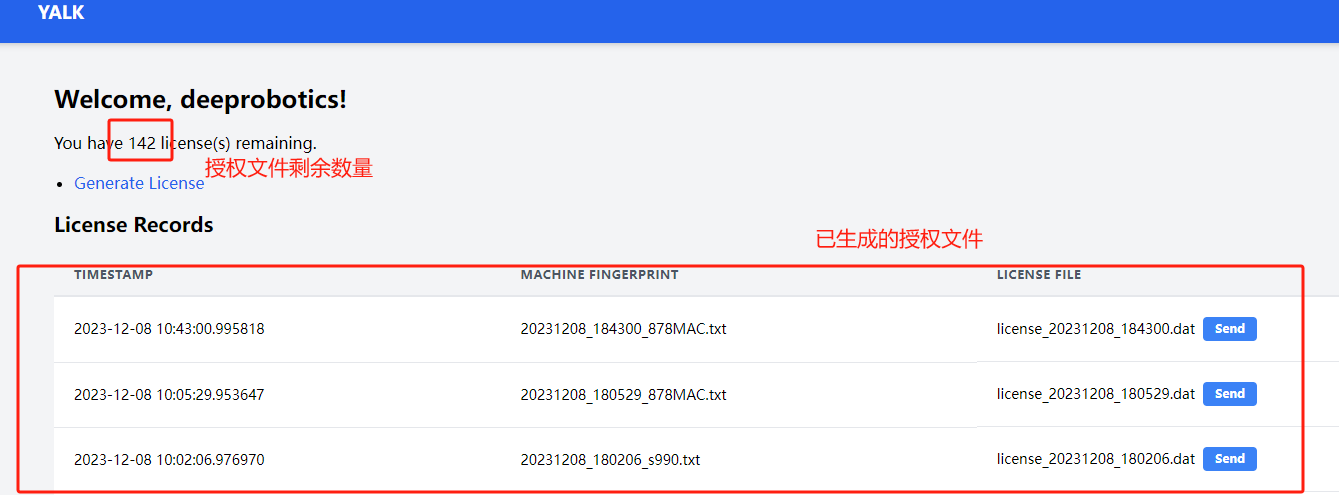 YALK
Welcome, deeprobotics!
You have 142 license(s) remaining.
授权文件剩余数量
• Generate License
License Records
已生成的授权文件
TIMESTAMP MACHINE FINGERPRINT LICENSE FILE
2023-12-08 10:43:00.995818 20231208_184300_878MAC.txt license_20231208_184300.dat Send
2023-12-08 10:05:29.953647 20231208_180529_878MAC.txt license_20231208_180529.dat Send
2023-12-08 10:02:06.976970 20231208_180206_s990.txt license_20231208_180206.dat Send